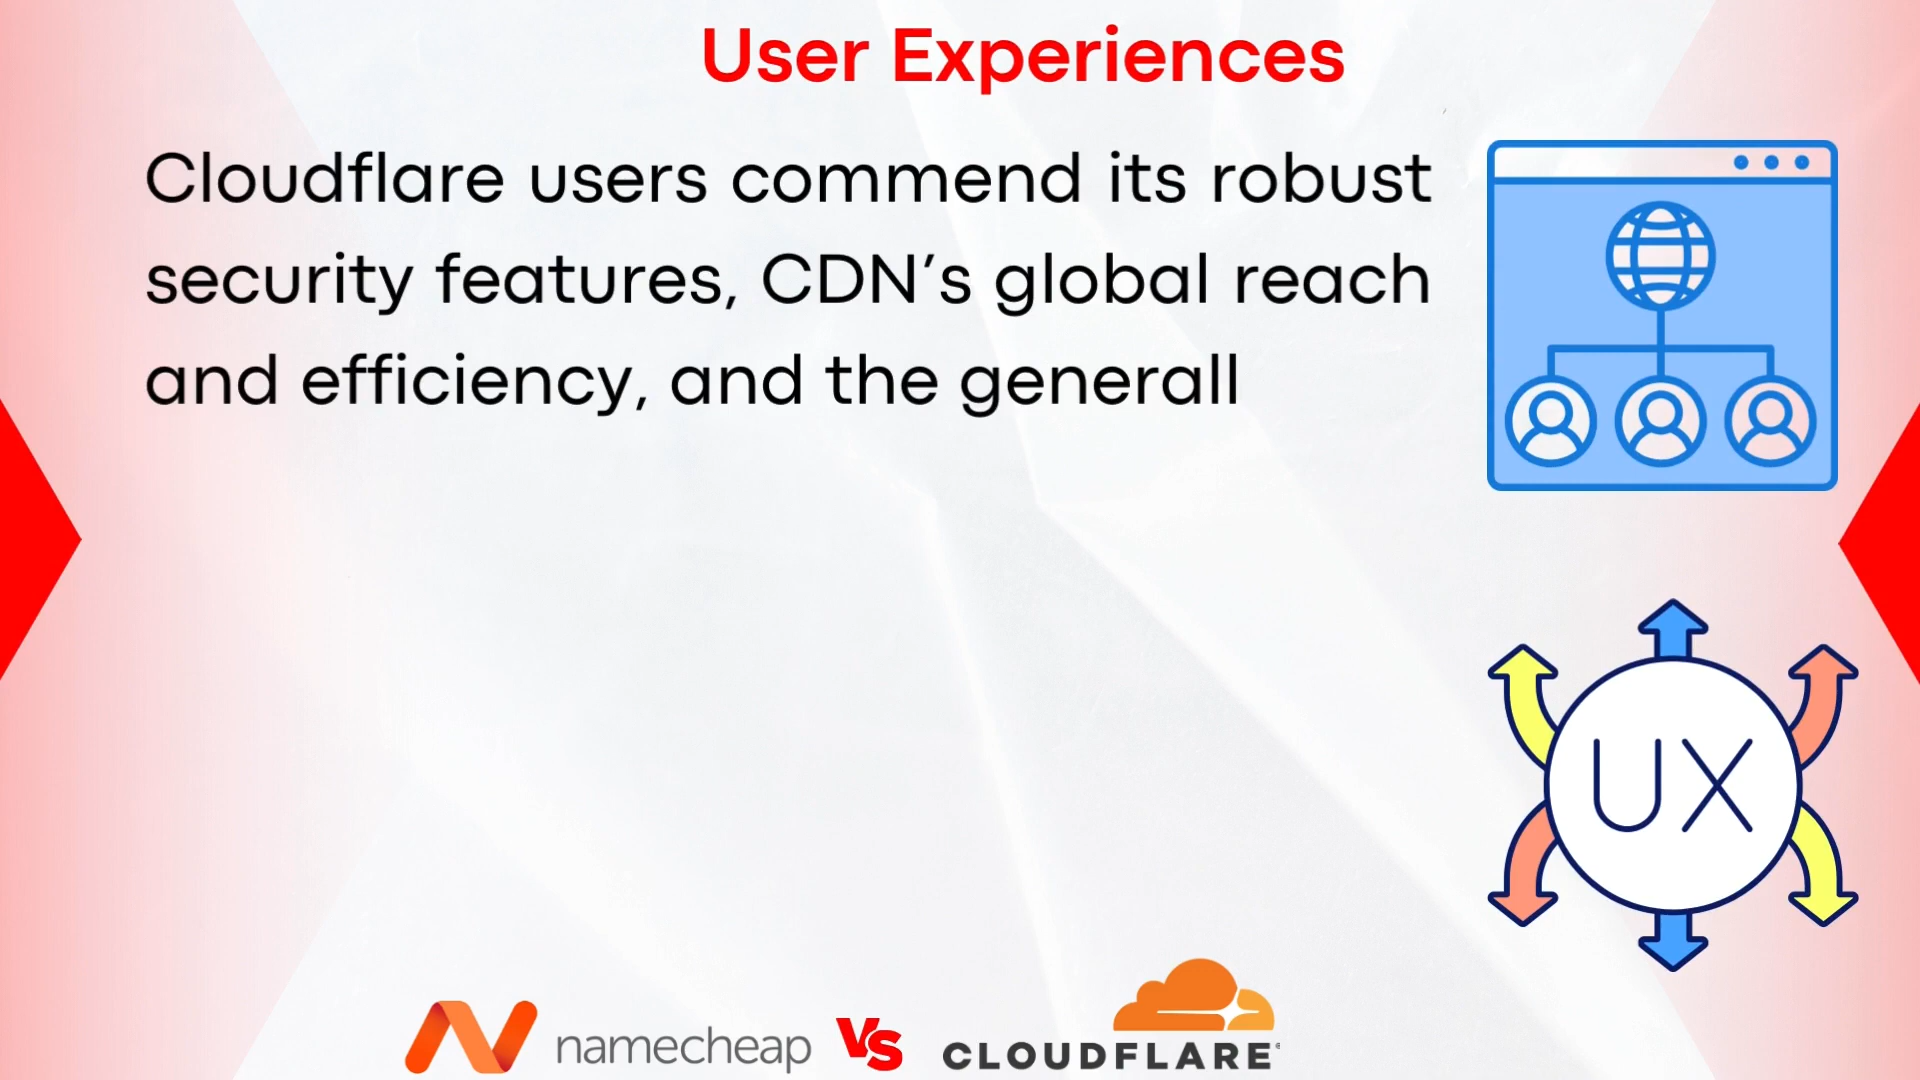 User Experiences
Cloudflare users commend its robust
security features, CDN’s global reach
and efficiency, and the generall
UX
namecheap VS CLOUDFLARE